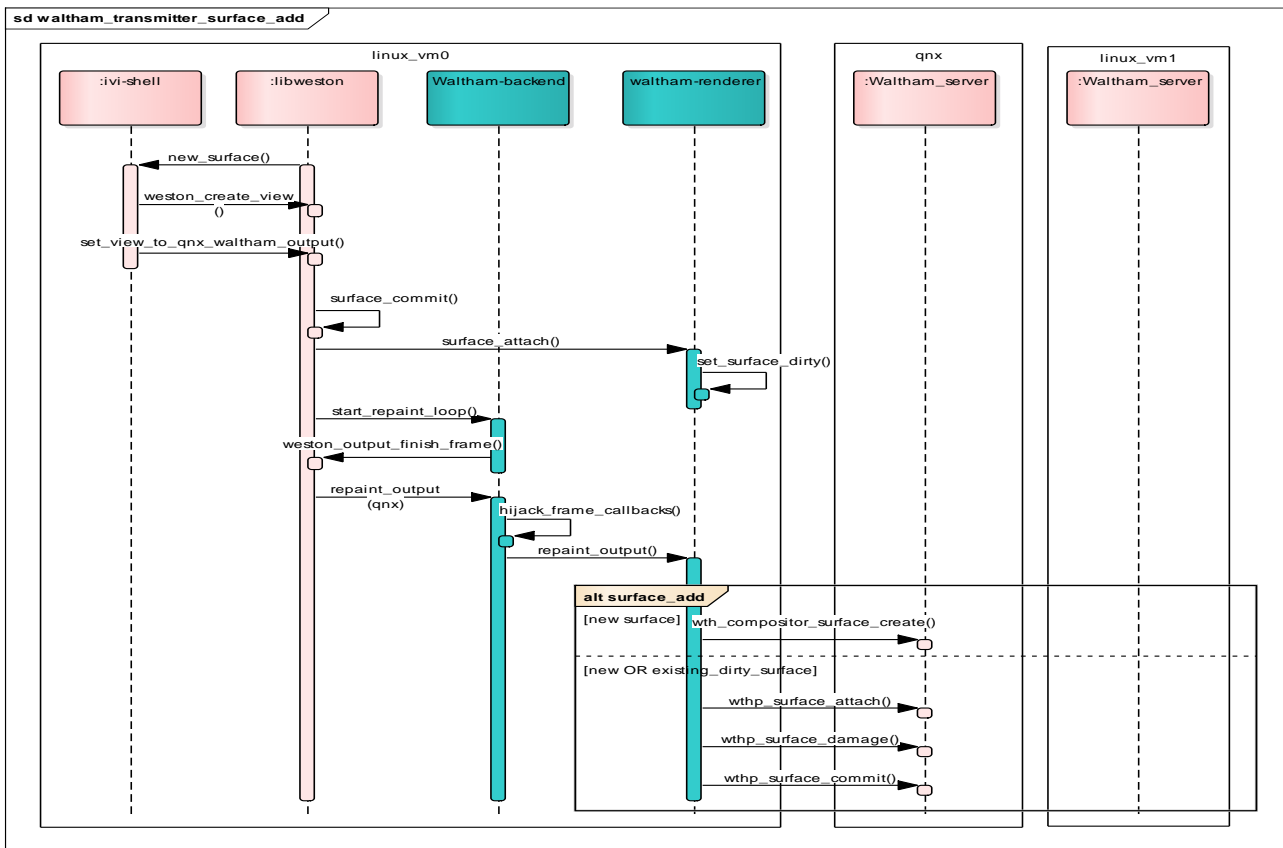 sd waltham_transmitter_surface_add
linux_vm0
qnx
linux_vm1
:ivi-shell
:libweston
Waltham-backend
waltham-renderer
:Waltham_server
:Waltham_server
new_surface()
weston_create_view
()
set_view_to_qnx_waltham_output()
surface_commit()
surface_attach()
set_surface_dirty()
start_repaint_loop()
weston_output_finish_frame()
repaint_output
(qnx)
hijack_frame_callbacks()
repaint_output()
alt surface_add
[new surface]
wth_compositor_surface_create()
[new OR existing_dirty_surface]
wthp_surface_attach()
wthp_surface_damage()
wthp_surface_commit()